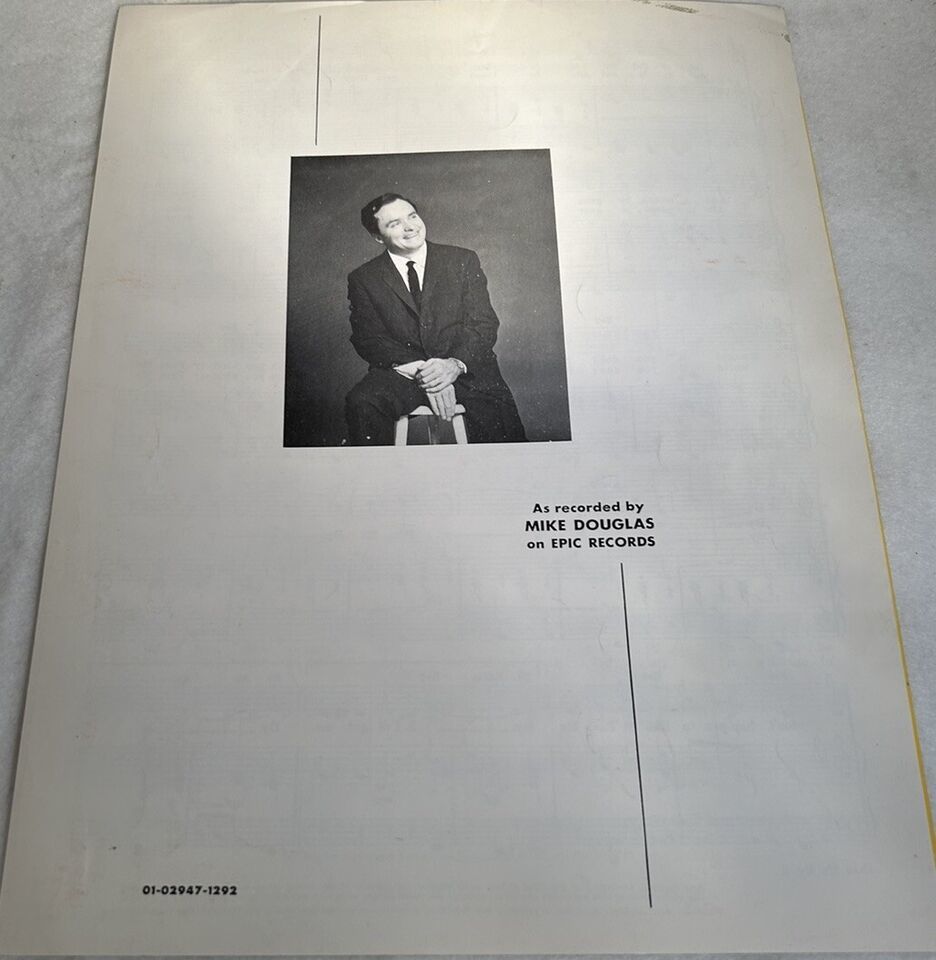 As recorded by
MIKE DOUGLAS
on EPIC RECORDS
01-02947-1292